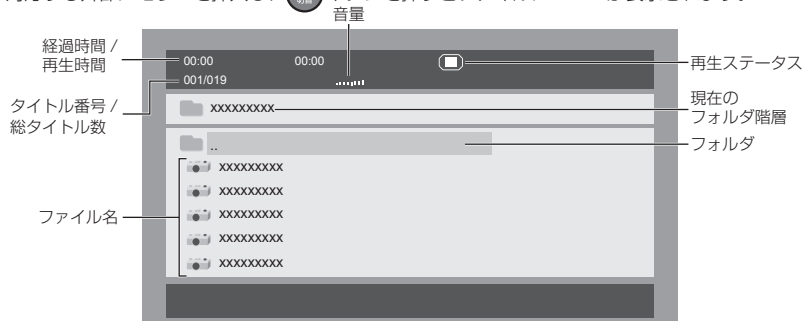 音量
経過時間 /
再生時間
00:00 00:00
再生ステータス
001/019
タイトル番号 /
総タイトル数
xxxxxxxxx
現在の
フォルダ階層
..
フォルダ
xxxxxxxxx
xxxxxxxxx
ファイル名
xxxxxxxxx
xxxxxxxxx
xxxxxxxxx